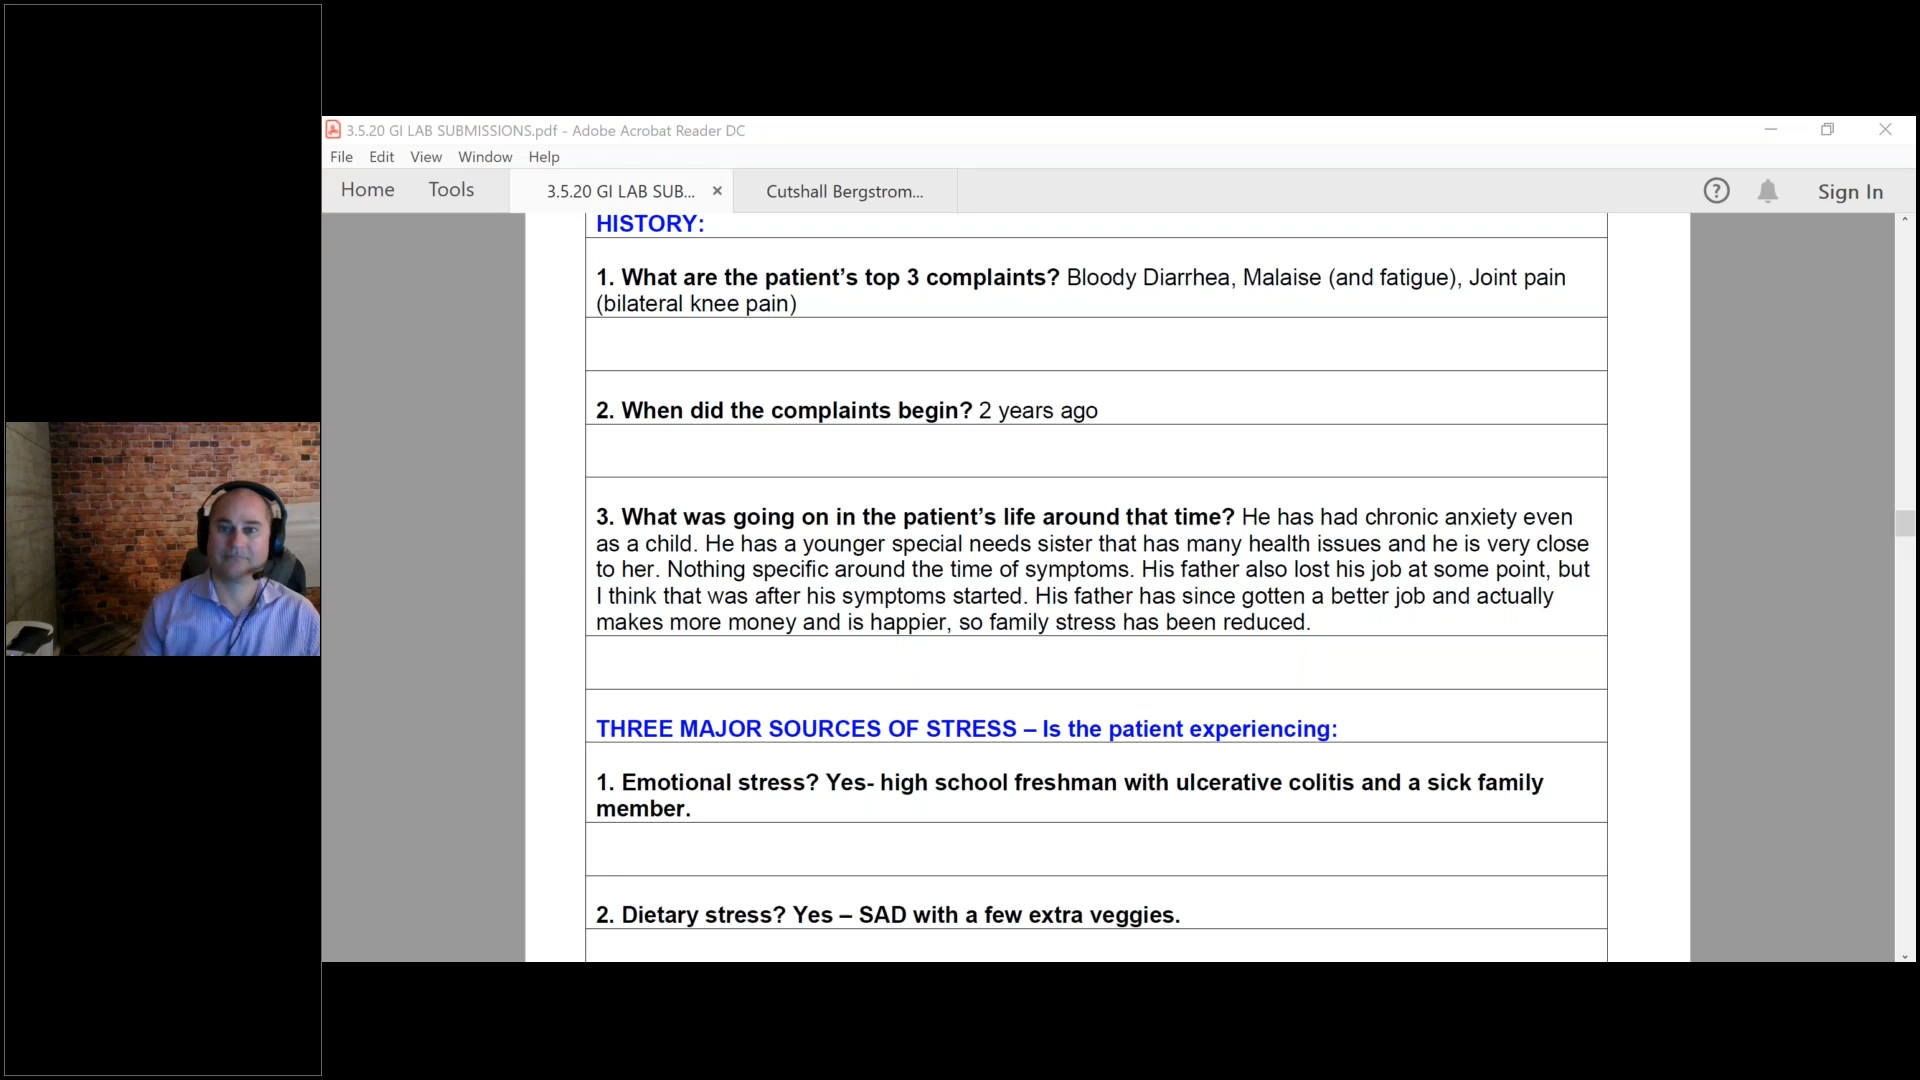 3.5.20 GI LAB SUBMISSIONS.pdf - Adobe Acrobat Reader DC
File Edit View Window Help
Home Tools 3.5.20 GI LAB SUB... × Cutshall Bergstrom... ? Sign In
HISTORY:
1. What are the patient’s top 3 complaints? Bloody Diarrhea, Malaise (and fatigue), Joint pain
(bilateral knee pain)
2. When did the complaints begin? 2 years ago
3. What was going on in the patient’s life around that time? He has had chronic anxiety even
as a child. He has a younger special needs sister that has many health issues and he is very close
to her. Nothing specific around the time of symptoms. His father also lost his job at some point, but
I think that was after his symptoms started. His father has since gotten a better job and actually
makes more money and is happier, so family stress has been reduced.
THREE MAJOR SOURCES OF STRESS – Is the patient experiencing:
1. Emotional stress? Yes- high school freshman with ulcerative colitis and a sick family
member.
2. Dietary stress? Yes – SAD with a few extra veggies.